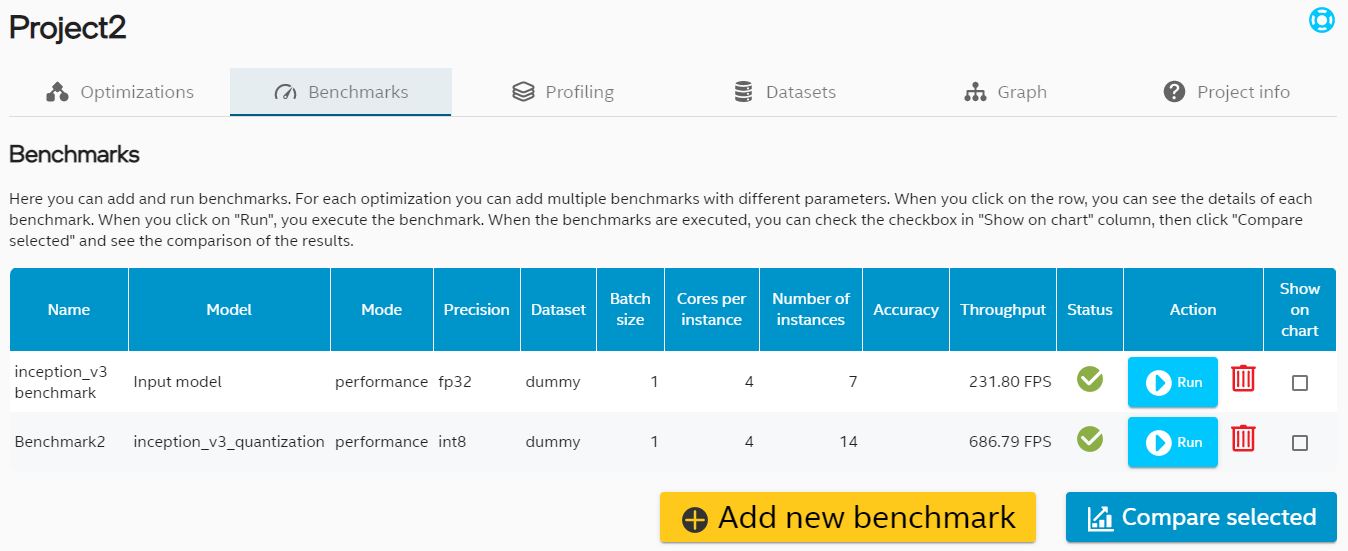 Project2
Optimizations Benchmarks Profiling Datasets Graph Project info
Benchmarks
Here you can add and run benchmarks. For each optimization you can add multiple benchmarks with different parameters. When you click on the row, you can see the details of each
benchmark. When you click on "Run", you execute the benchmark. When the benchmarks are executed, you can check the checkbox in "Show on chart" column, then click "Compare
selected" and see the comparison of the results.
Name Model Mode Precision Dataset Batch size Cores per instance Number of instances Accuracy Throughput Status Action Show on chart
inception_v3 benchmark Input model performance fp32 dummy 1 4 7 231.80 FPS Run
Benchmark2 inception_v3_quantization performance int8 dummy 1 4 14 686.79 FPS Run
Add new benchmark Compare selected